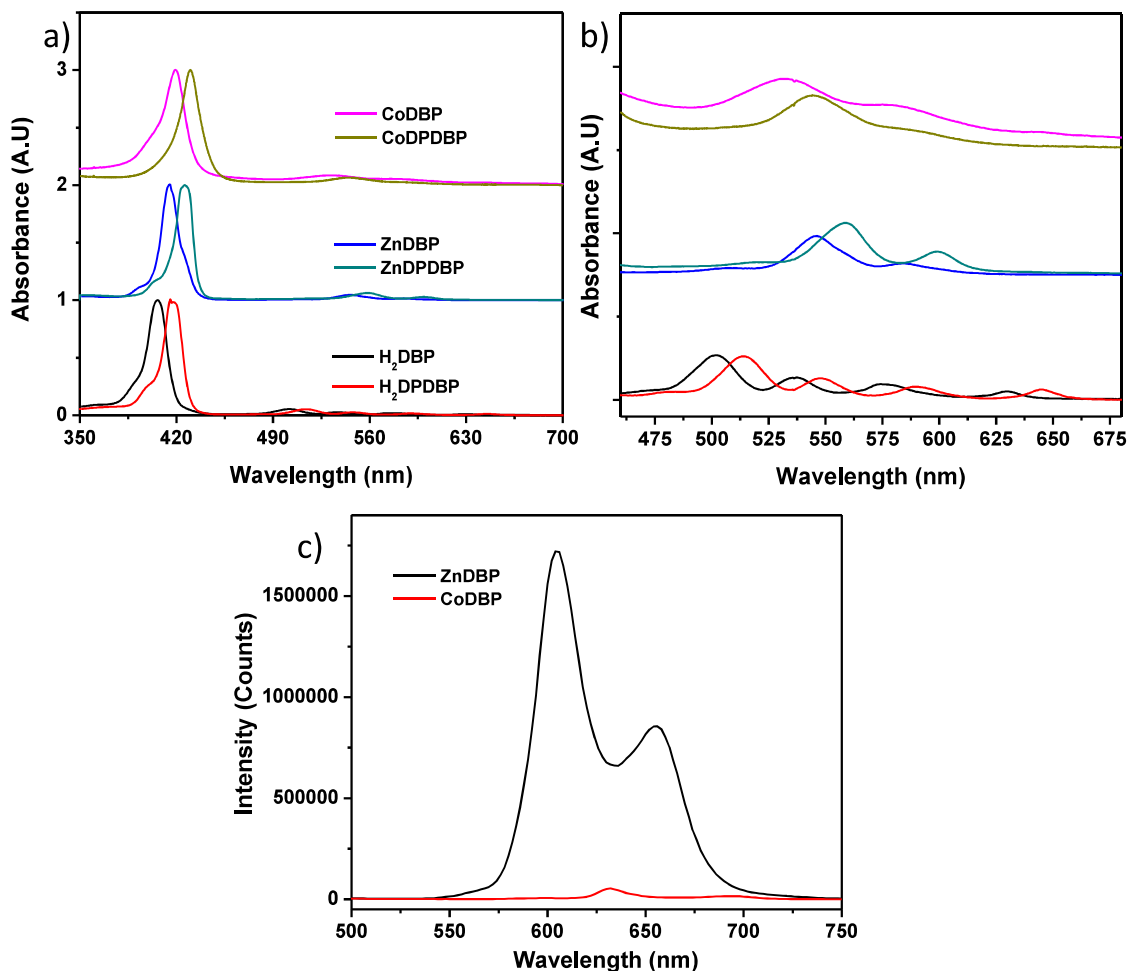 a)
Absorbance (A.U)
3
2
1
0
CoDBP
CoDPDBP
ZnDBP
ZnDPDBP
H₂DBP
H₂DPDBP
350 420 490 560 630 700
Wavelength (nm)
b)
Absorbance (A.U)
475 500 525 550 575 600 625 650 675
Wavelength (nm)
c)
Intensity (Counts)
1500000
1000000
500000
0
ZnDBP
CoDBP
500 550 600 650 700 750
Wavelength (nm)